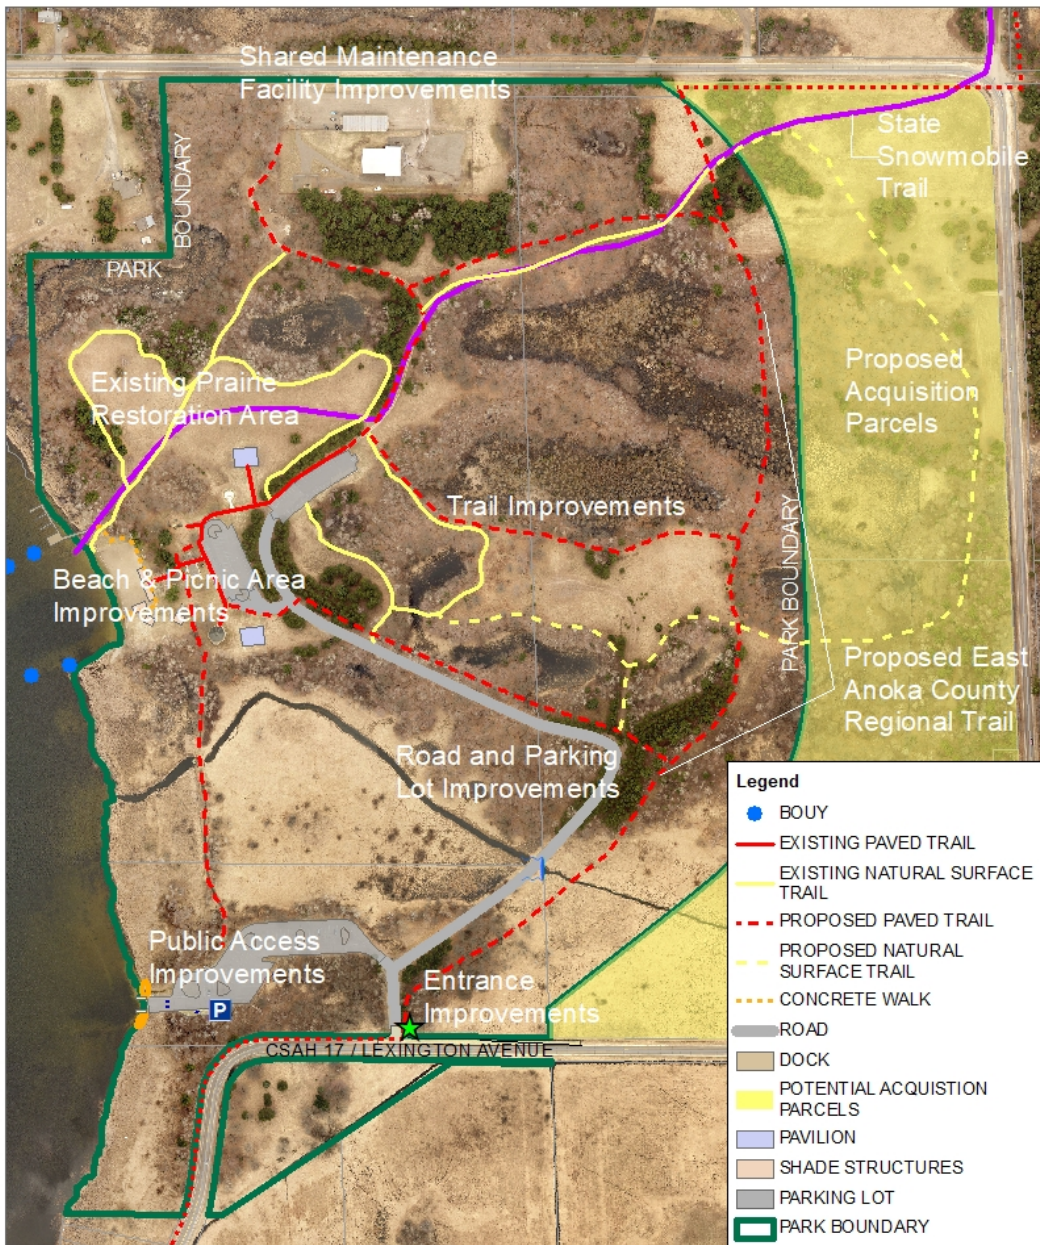 Shared Maintenance
Facility Improvements
State
Snowmobile
Trail
BOUNDARY
PARK
Existing Prairie
Restoration Area
Proposed
Acquisition
Parcels
Trail Improvements
PARK BOUNDARY
Beach & Picnic Area
Improvements
Proposed East
Anoka County
Regional Trail
Road and Parking
Lot Improvements
Public Access
Improvements
P
Entrance
Improvements
CSAH 17 / LEXINGTON AVENUE
Legend
BOUY
EXISTING PAVED TRAIL
EXISTING NATURAL SURFACE
TRAIL
PROPOSED PAVED TRAIL
PROPOSED NATURAL
SURFACE TRAIL
CONCRETE WALK
ROAD
DOCK
POTENTIAL ACQUISTION
PARCELS
PAVILION
SHADE STRUCTURES
PARKING LOT
PARK BOUNDARY